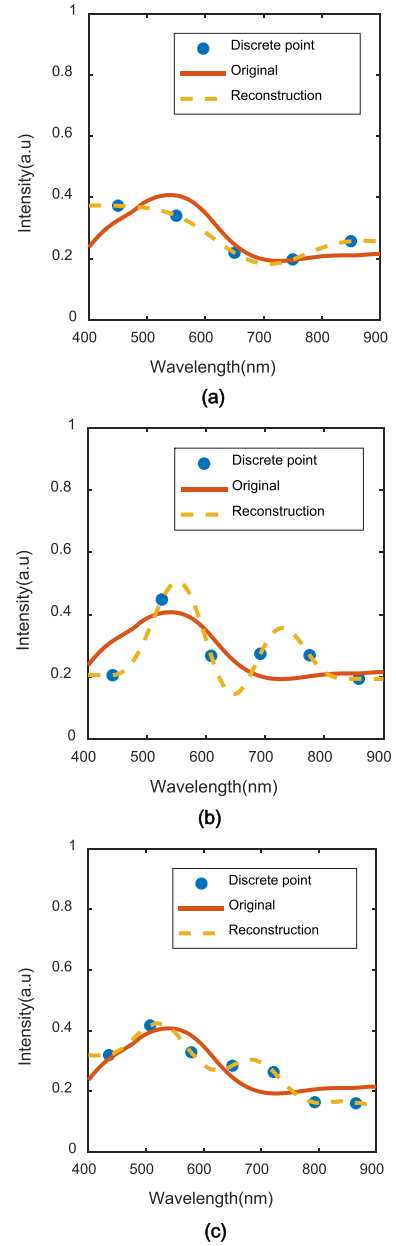 1
Discrete point
Original
Reconstruction
0.8
0.6
0.4
0.2
0
Intensity(a.u)
400 500 600 700 800 900
Wavelength(nm)
(a)
1
Discrete point
Original
Reconstruction
0.8
0.6
0.4
0.2
0
Intensity(a.u)
400 500 600 700 800 900
Wavelength(nm)
(b)
1
Discrete point
Original
Reconstruction
0.8
0.6
0.4
0.2
0
Intensity(a.u)
400 500 600 700 800 900
Wavelength(nm)
(c)